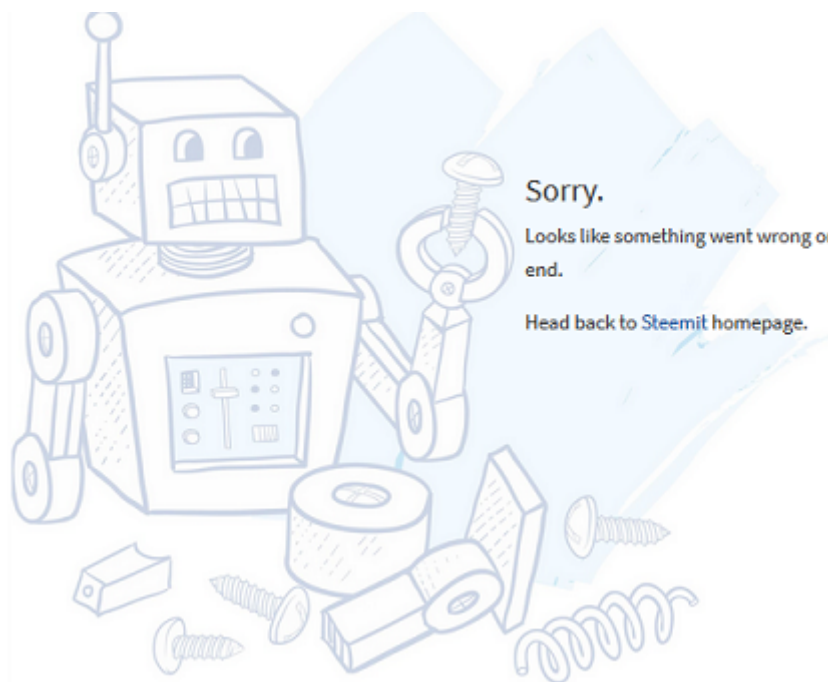 Sorry.
Looks like something went wrong
end.
Head back to Steemit homepage.